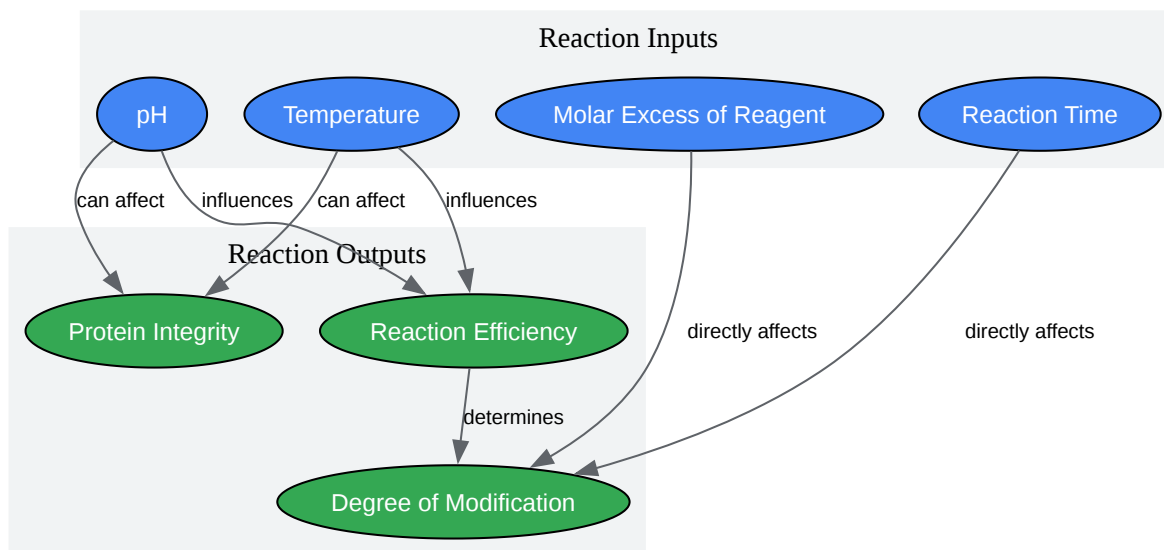 Reaction Inputs
pH
Temperature
Molar Excess of Reagent
Reaction Time
can affect
influences
can affect
influences
Reaction Outputs
Protein Integrity
Reaction Efficiency
directly affects
directly affects
determines
Degree of Modification